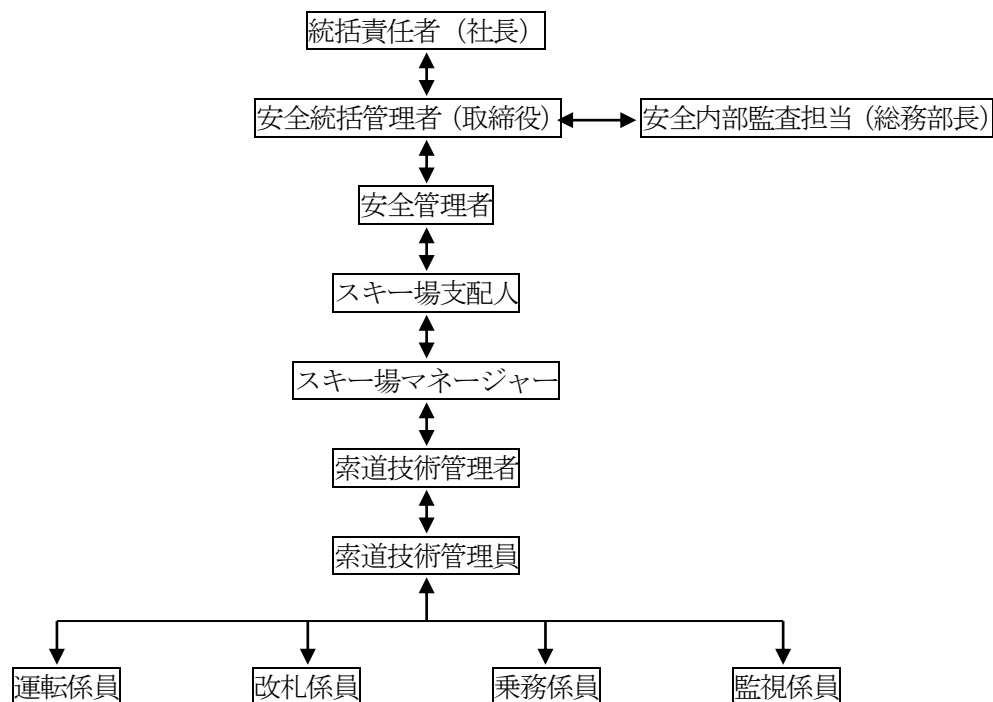 統括責任者（社長）
安全統括管理者（取締役）
安全内部監査担当（総務部長）
安全管理者
スキー場支配人
スキー場マネージャー
索道技術管理者
索道技術管理員
運転係員
改札係員
乗務係員
監視係員